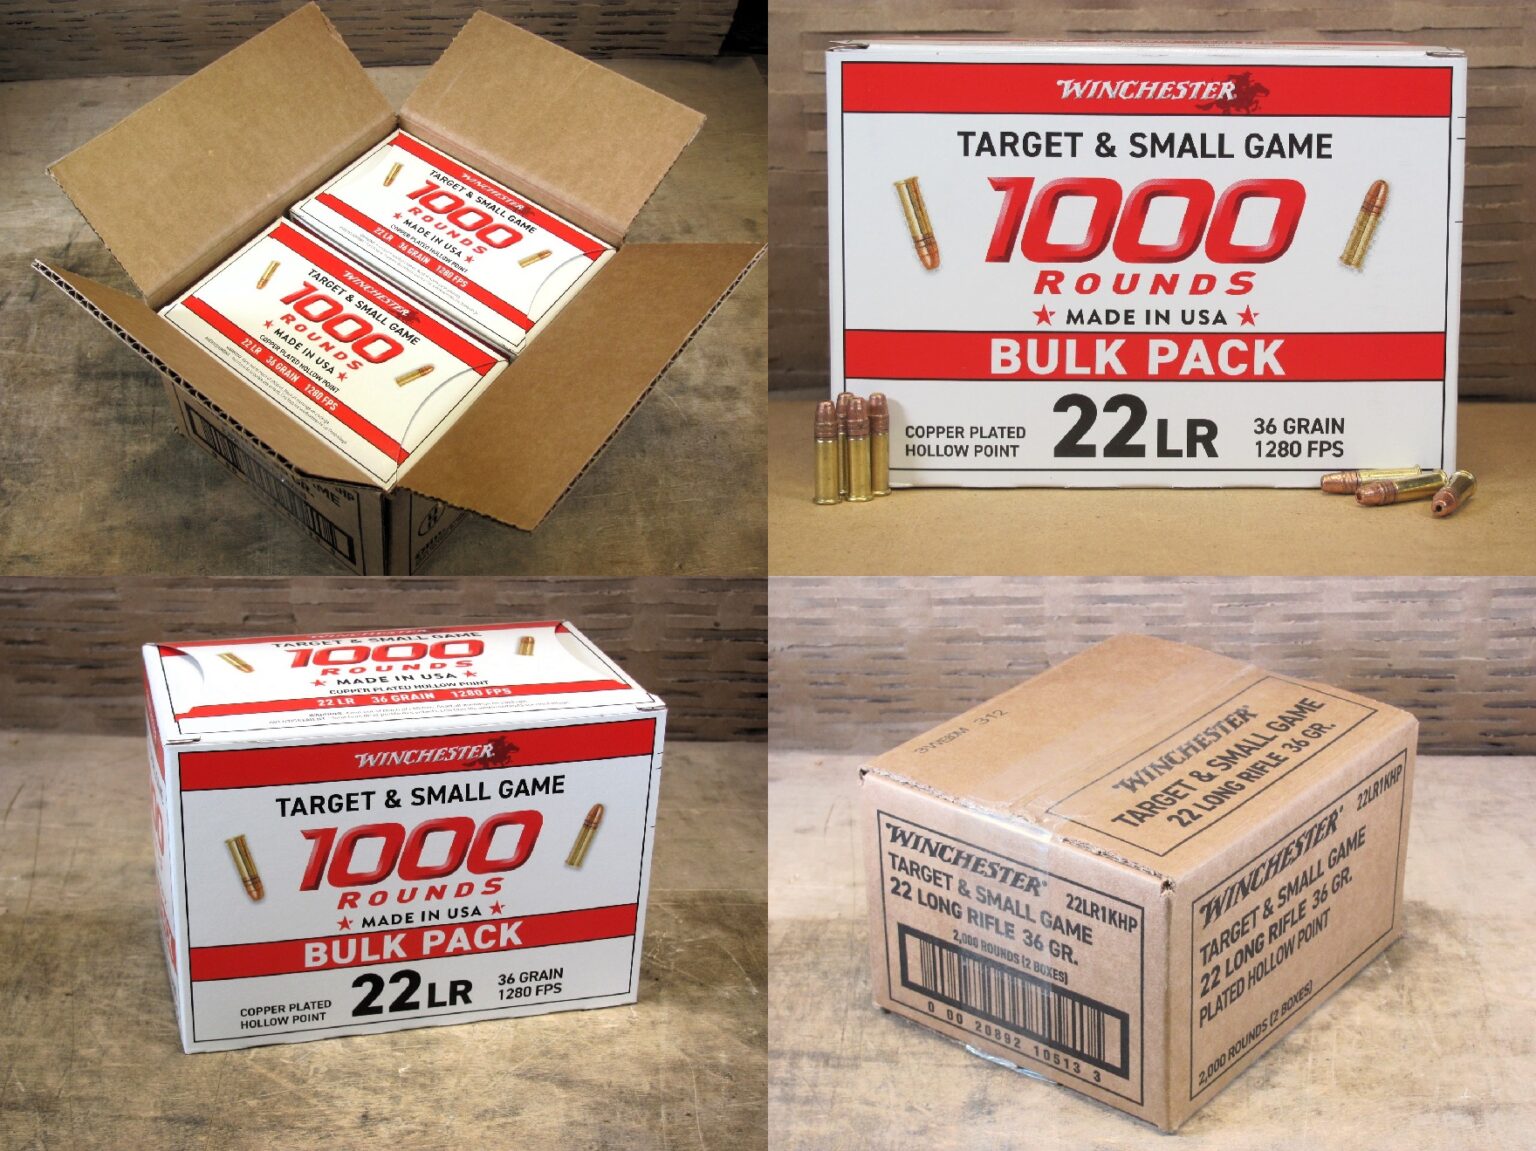 WINCHESTER
TARGET & SMALL GAME
1000
ROUNDS
MADE IN USA
COPPER PLATED HOLLOW POINT
22 LR 36 GRAIN 1280 FPS
WINCHESTER
TARGET & SMALL GAME
1000
ROUNDS
MADE IN USA
COPPER PLATED HOLLOW POINT
22 LR 36 GRAIN 1280 FPS
WINCHESTER
TARGET & SMALL GAME
1000
ROUNDS
MADE IN USA
BULK PACK
COPPER PLATED
HOLLOW POINT
22 LR
36 GRAIN
1280 FPS
WINCHESTER
TARGET & SMALL GAME
1000
ROUNDS
MADE IN USA
COPPER PLATED HOLLOW POINT
22 LR 36 GRAIN 1280 FPS
WINCHESTER
TARGET & SMALL GAME
1000
ROUNDS
MADE IN USA
BULK PACK
COPPER PLATED
HOLLOW POINT
22 LR
36 GRAIN
1280 FPS
312
WINCHESTER
TARGET & SMALL GAME
22 LONG RIFLE 36 GR.
WINCHESTER®
TARGET & SMALL GAME
22 LONG RIFLE 36 GR.
22LR1KHP
2,000 ROUNDS (2 BOXES)
0 00 20892 10513 3
WINCHESTER®
22LR1KHP
TARGET & SMALL GAME
22 LONG RIFLE 36 GR.
PLATED HOLLOW POINT
2,000 ROUNDS (2 BOXES)